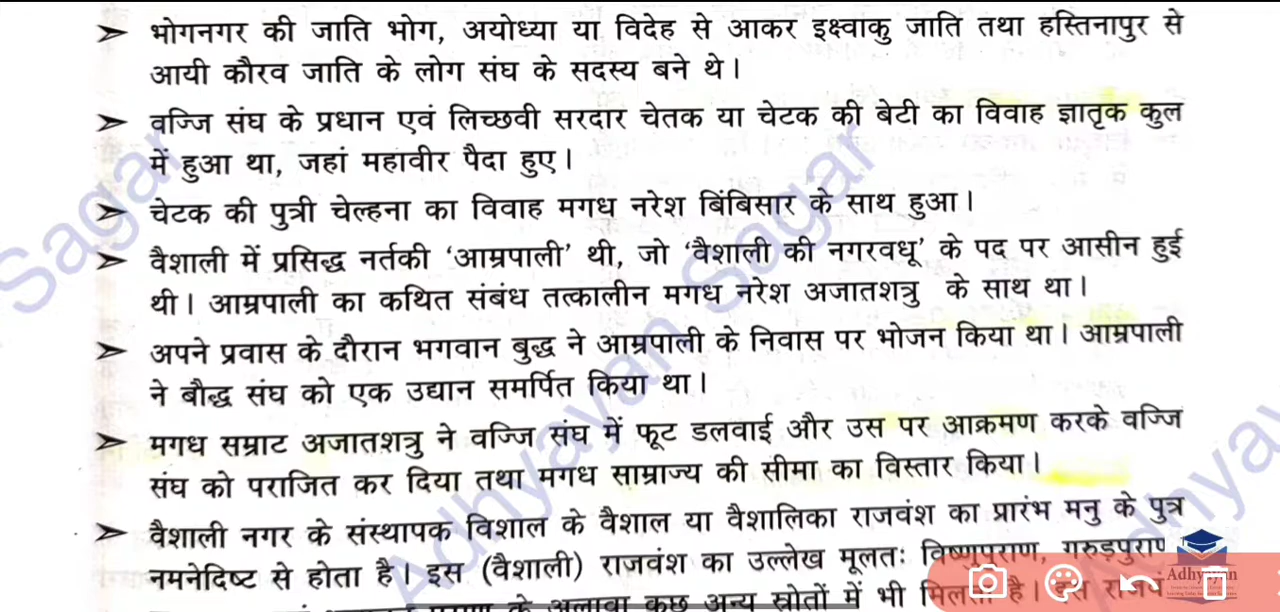 ➤ भोगनगर की जाति भोग, अयोध्या या विदेह से आकर इक्ष्वाकु जाति तथा हस्तिनापुर से
आयी कौरव जाति के लोग संघ के सदस्य बने थे।
➤ वज्जि संघ के प्रधान एवं लिच्छवी सरदार चेतक या चेटक की बेटी का विवाह ज्ञातृक कुल
में हुआ था, जहां महावीर पैदा हुए।
➤ चेटक की पुत्री चेल्हना का विवाह मगध नरेश बिंबिसार के साथ हुआ।
➤ वैशाली में प्रसिद्ध नर्तकी ‘आम्रपाली’ थी, जो ‘वैशाली की नगरवधू’ के पद पर आसीन हुई
थी। आम्रपाली का कथित संबंध तत्कालीन मगध नरेश अजातशत्रु के साथ था।
➤ अपने प्रवास के दौरान भगवान बुद्ध ने आम्रपाली के निवास पर भोजन किया था। आम्रपाली
ने बौद्ध संघ को एक उद्यान समर्पित किया था।
➤ मगध सम्राट अजातशत्रु ने वज्जि संघ में फूट डलवाई और उस पर आक्रमण करके वज्जि
संघ को पराजित कर दिया तथा मगध साम्राज्य की सीमा का विस्तार किया।
➤ वैशाली नगर के संस्थापक विशाल के वैशाल या वैशालिका राजवंश का प्रारंभ मनु के पुत्र
नमनेदिष्ट से होता है। इस (वैशाली) राजवंश का उल्लेख मूलतः विष्णुपुराण, गरुड़पुराण
के अलावा कुछ अन्य स्रोतों में भी मिलता है। इस
Adhyayan Sagar
Sagar
Adhyayan